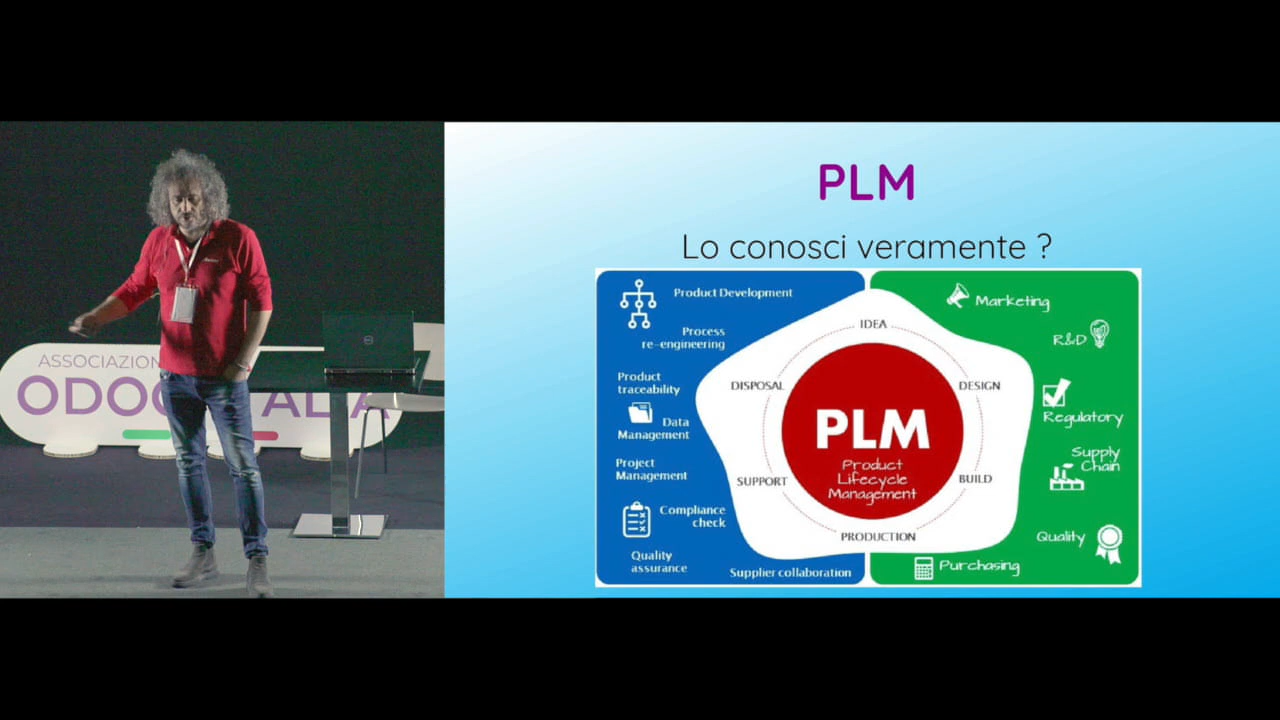 ASSOCIAZION
ODOO
PLM
Lo conosci veramente ?
Product Development
Process
re-engineering
Product
traceability
Data
Management
Project
Management
Compliance
check
Quality
assurance
Supplier collaboration
IDEA
DESIGN
BUILD
PRODUCTION
SUPPORT
DISPOSAL
PLM
Product
Lifecycle
Management
Marketing
R&D
Regulatory
Supply
Chain
Quality
Purchasing